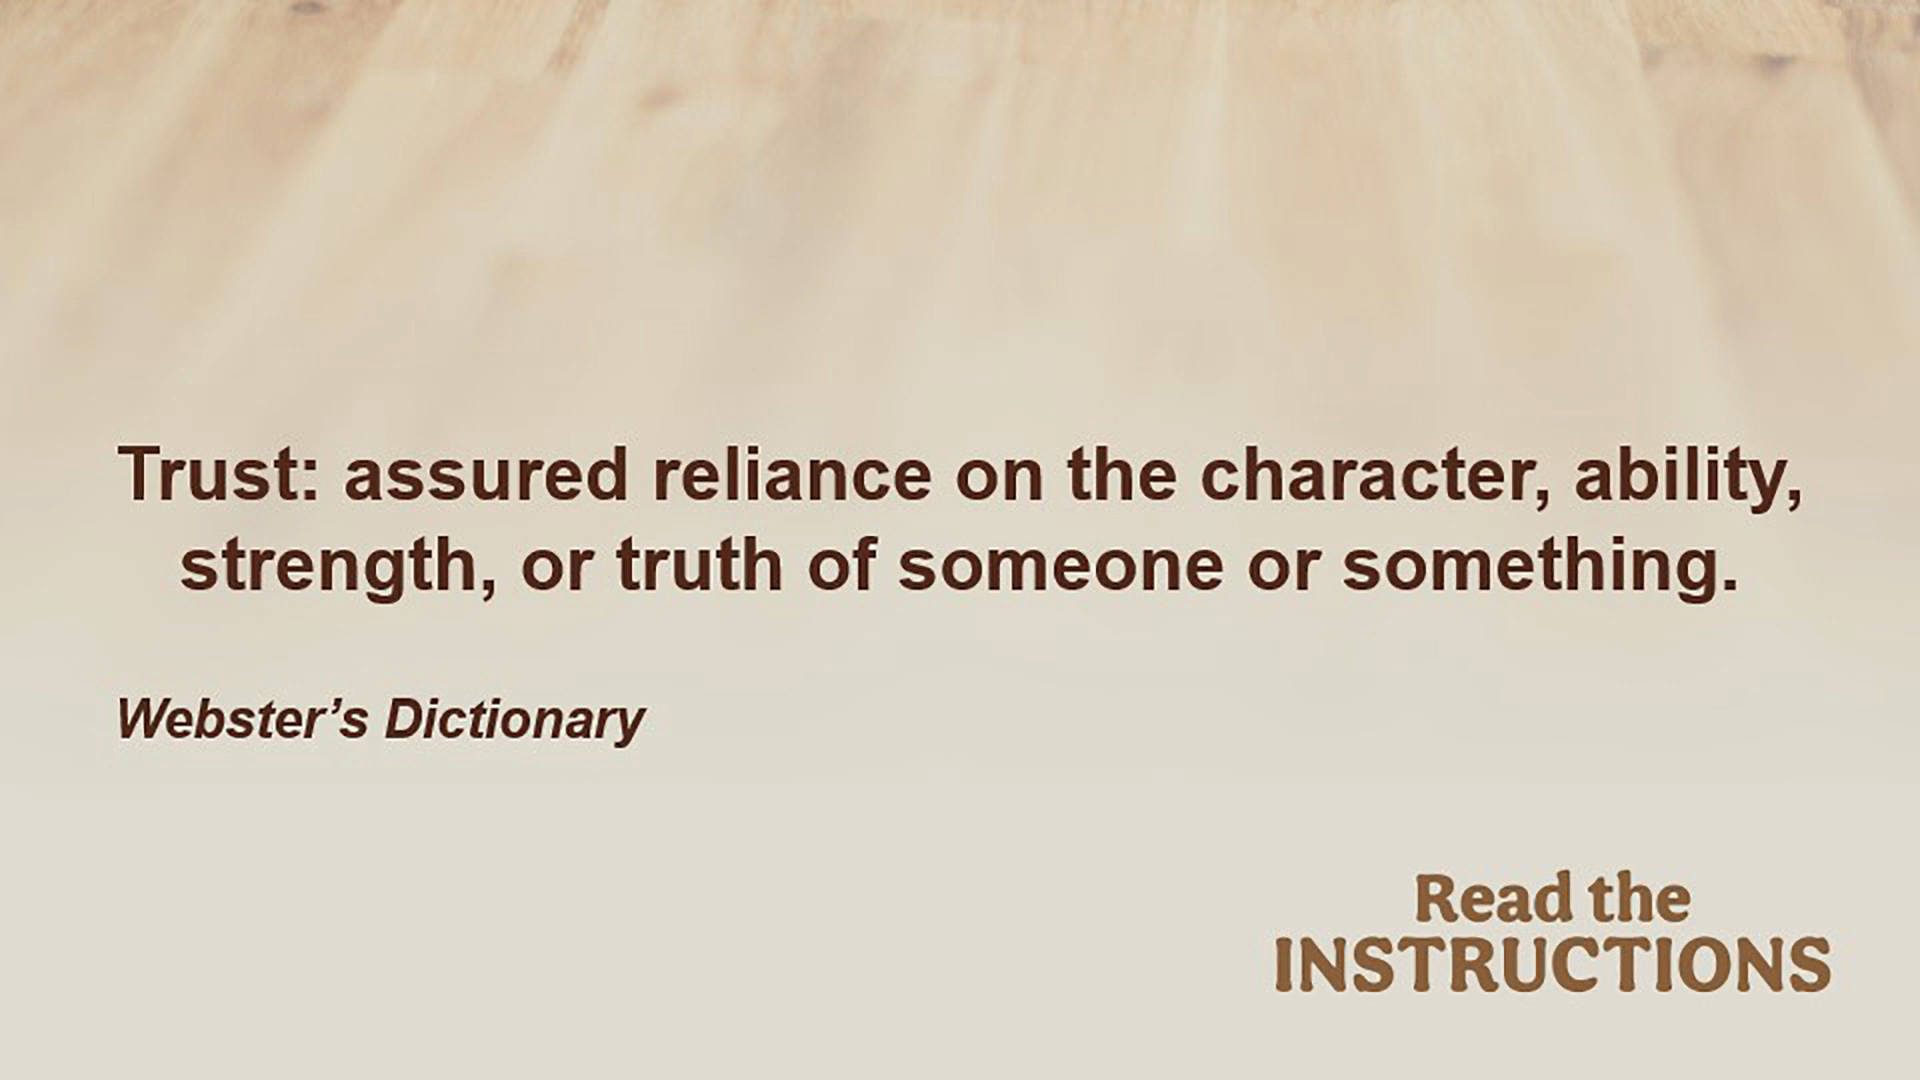 Trust: assured reliance on the character, ability,
strength, or truth of someone or something.
Webster’s Dictionary
Read the
INSTRUCTIONS